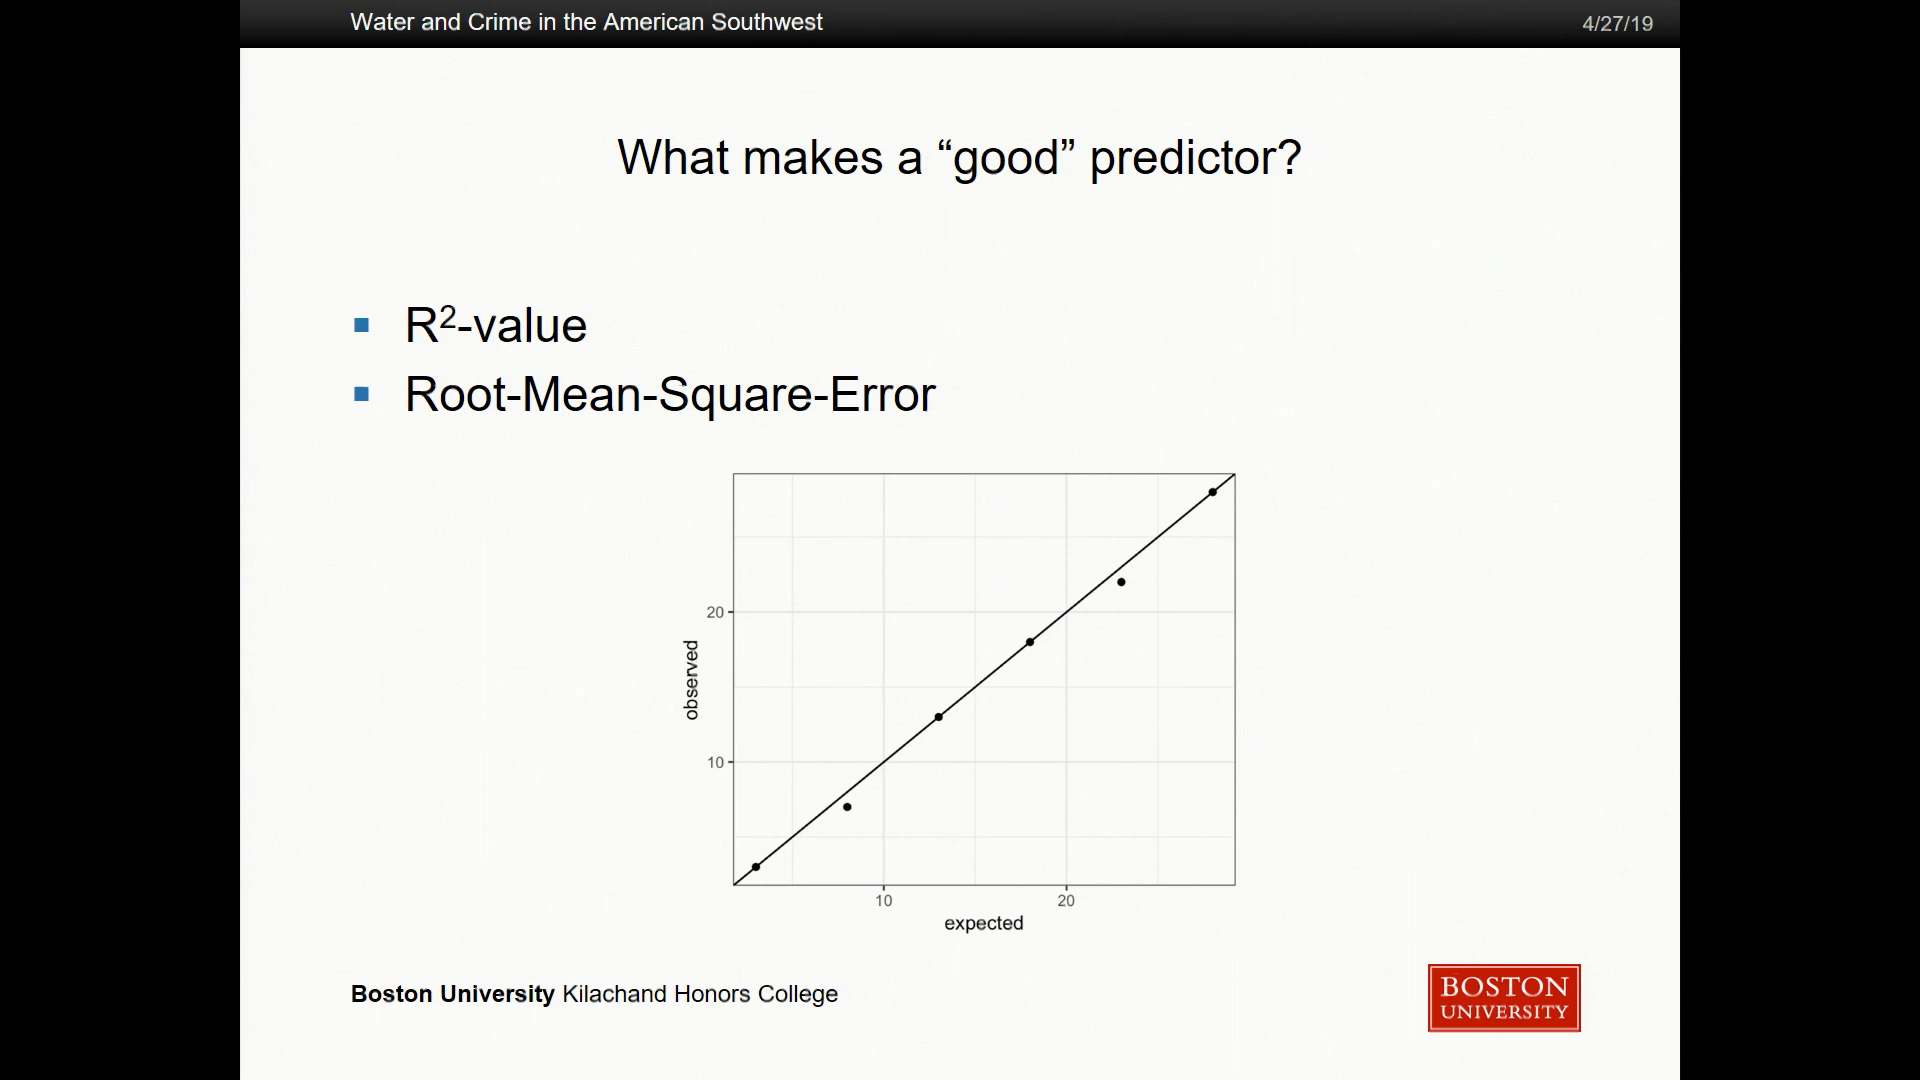 Water and Crime in the American Southwest
4/27/19
What makes a “good” predictor?
R²-value
Root-Mean-Square-Error
20
10
observed
10
20
expected
Boston University Kilachand Honors College
BOSTON
UNIVERSITY